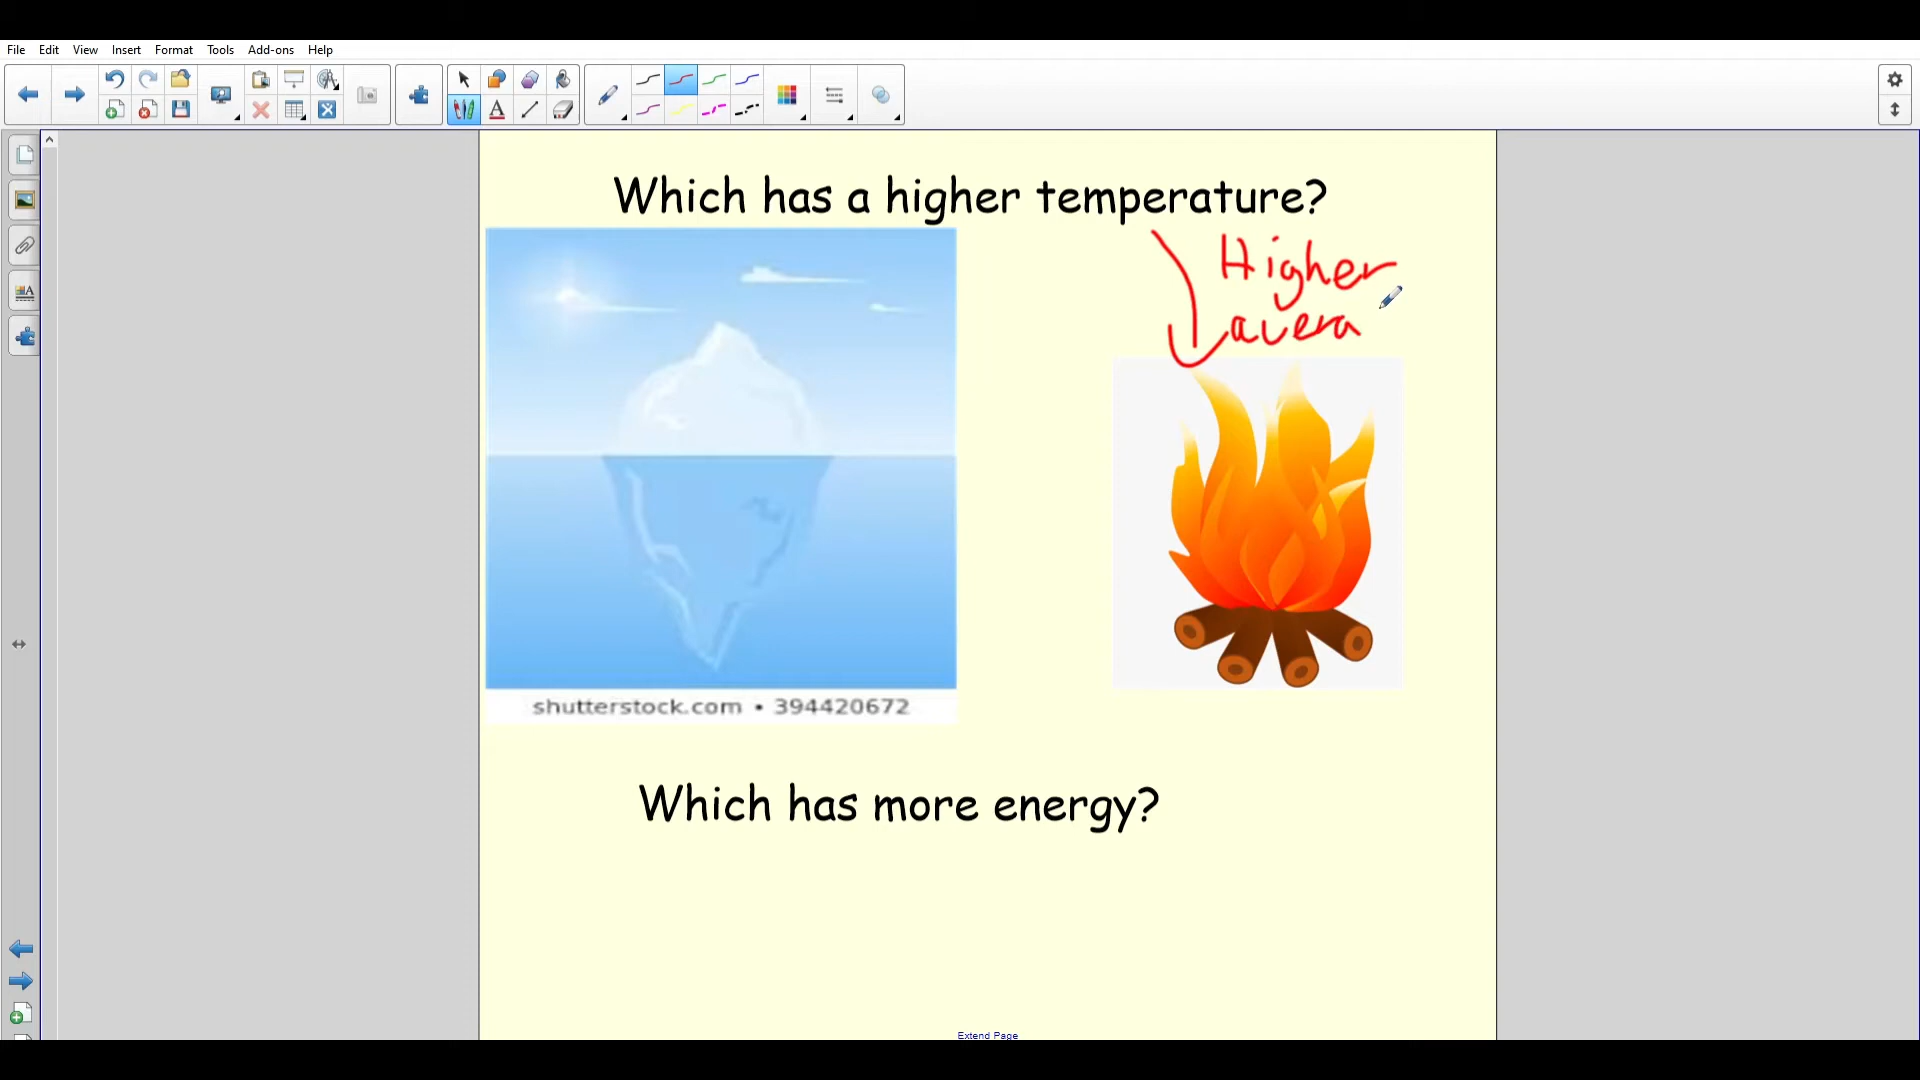 File Edit View Insert Format Tools Add-ons Help
Which has a higher temperature?
Higher
avera
shutterstock.com • 394420672
Which has more energy?
Extend Page